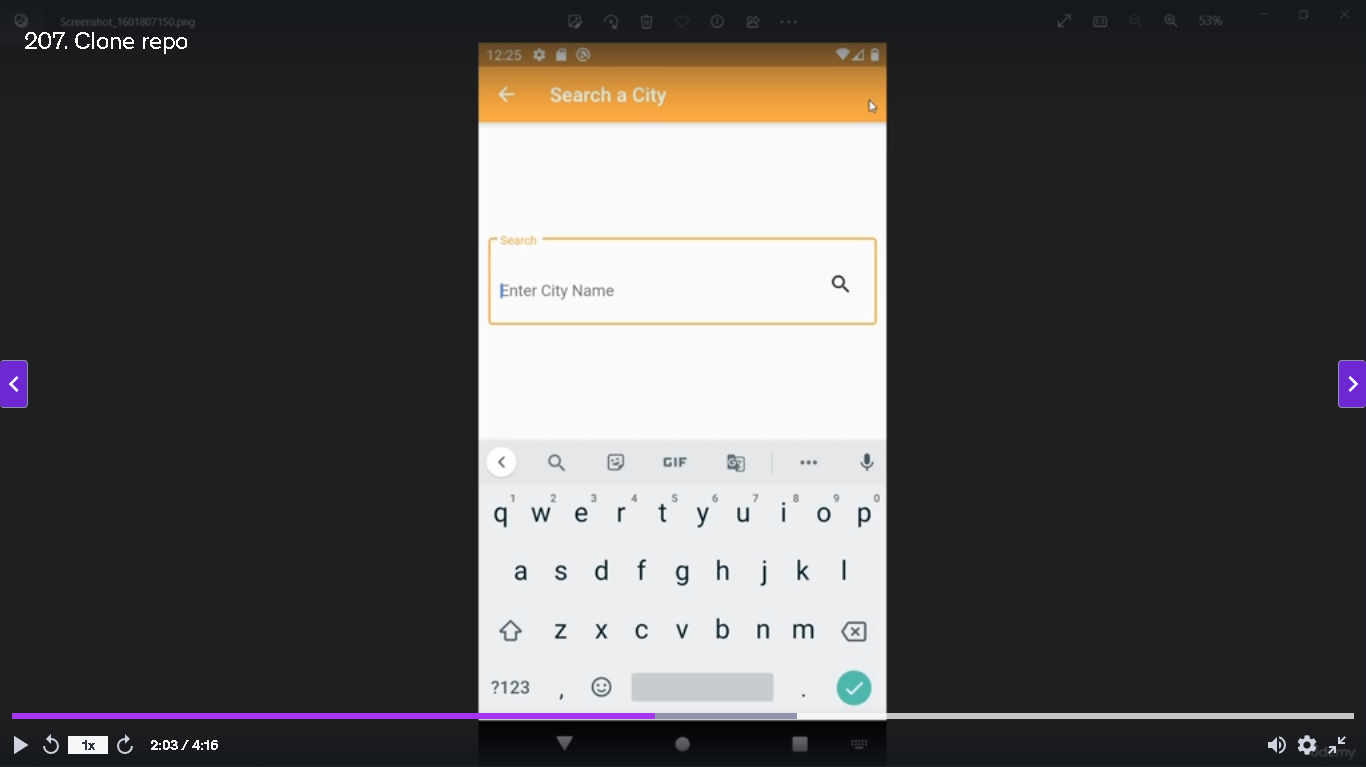 Screenshot_1601807150.png
53%
207. Clone repo
12:25
Search a City
Search
Enter City Name
GIF
1 2 3 4 5 6 7 8 9 0
q w e r t y u i o p
a s d f g h j k l
z x c v b n m
?123 , .
1x
2:03 / 4:16